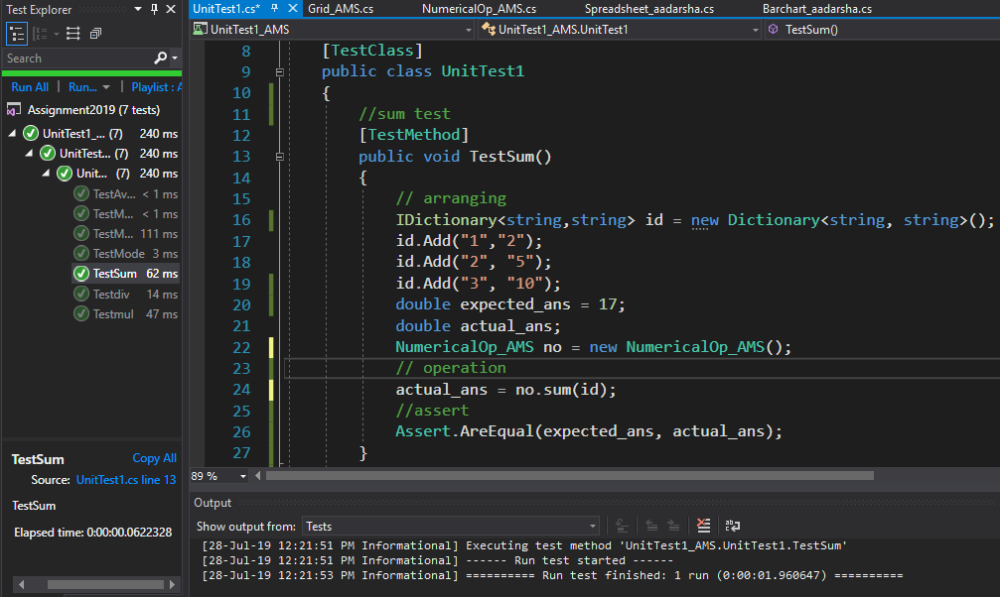 Test Explorer
Search
Run All | Run... | Playlist : A
Assignment2019 (7 tests)
UnitTest1_... (7) 240 ms
UnitTest... (7) 240 ms
Unit... (7) 240 ms
TestAv... < 1 ms
TestM... < 1 ms
TestM... 111 ms
TestMode 3 ms
TestSum 62 ms
Testdiv 14 ms
Testmul 47 ms
TestSum Copy All
Source: UnitTest1.cs line 13
TestSum
Elapsed time: 0:00:00.0622328
UnitTest1.cs* Grid_AMS.cs NumericalOp_AMS.cs Spreadsheet_aadarsha.cs Barchart_aadarsha.cs
UnitTest1_AMS UnitTest1_AMS.UnitTest1 TestSum()
8 [TestClass]
9 public class UnitTest1
10 {
11 //sum test
12 [TestMethod]
13 public void TestSum()
14 {
15 // arranging
16 IDictionary<string,string> id = new Dictionary<string, string>();
17 id.Add("1","2");
18 id.Add("2", "5");
19 id.Add("3", "10");
20 double expected_ans = 17;
21 double actual_ans;
22 NumericalOp_AMS no = new NumericalOp_AMS();
23 // operation
24 actual_ans = no.sum(id);
25 //assert
26 Assert.AreEqual(expected_ans, actual_ans);
27 }
89 %
Output
Show output from: Tests
[28-Jul-19 12:21:51 PM Informational] Executing test method 'UnitTest1_AMS.UnitTest1.TestSum'
[28-Jul-19 12:21:51 PM Informational] ------ Run test started ------
[28-Jul-19 12:21:53 PM Informational] ========== Run test finished: 1 run (0:00:01.960647) ==========